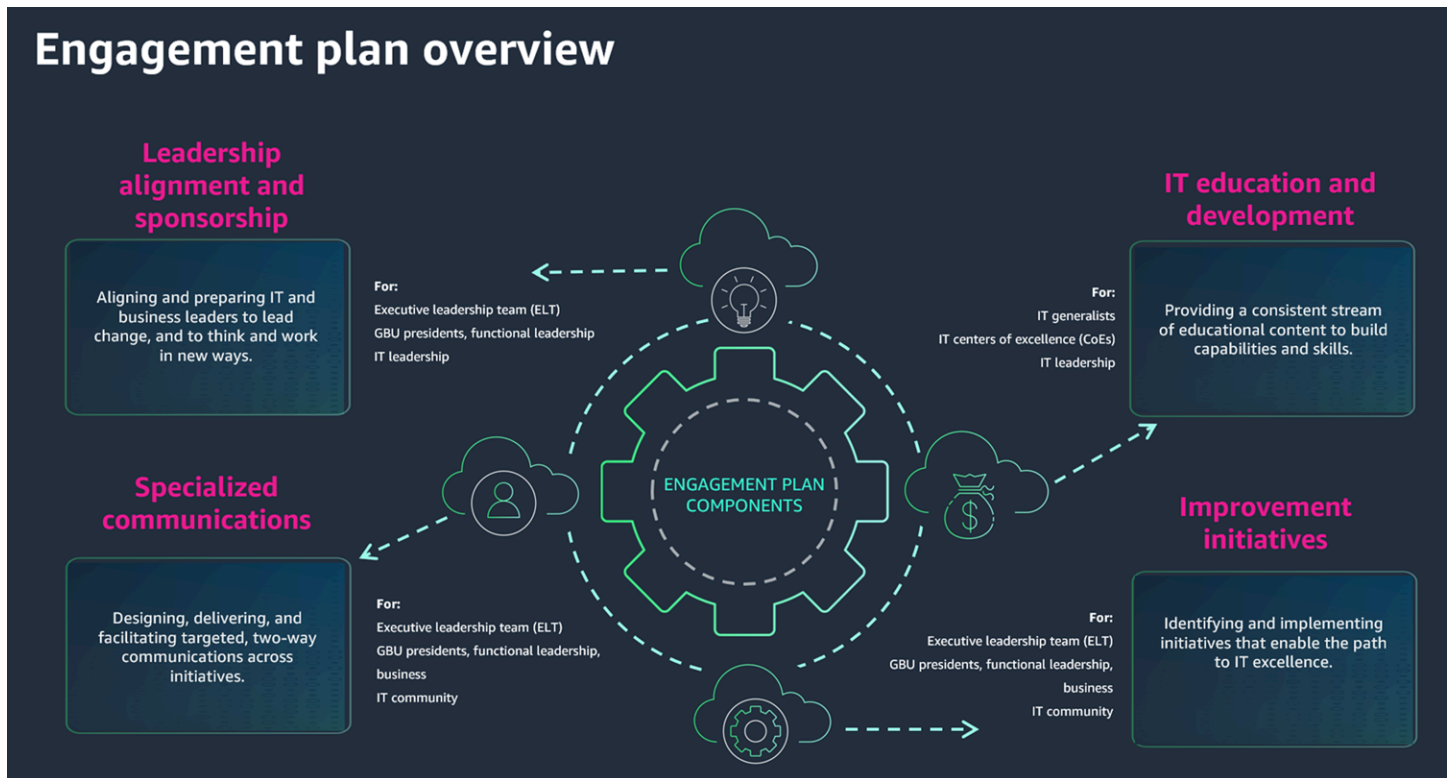 Engagement plan overview
Leadership
alignment and
sponsorship
Aligning and preparing IT and
business leaders to lead
change, and to think and work
in new ways.
For:
Executive leadership team (ELT)
GBU presidents, functional leadership
IT leadership
IT education and
development
For:
IT generalists
IT centers of excellence (CoEs)
IT leadership
Providing a consistent stream
of educational content to build
capabilities and skills.
ENGAGEMENT PLAN
COMPONENTS
$
Specialized
communications
Designing, delivering, and
facilitating targeted, two-way
communications across
initiatives.
For:
Executive leadership team (ELT)
GBU presidents, functional leadership,
business
IT community
Improvement
initiatives
For:
Executive leadership team (ELT)
GBU presidents, functional leadership,
business
IT community
Identifying and implementing
initiatives that enable the path
to IT excellence.